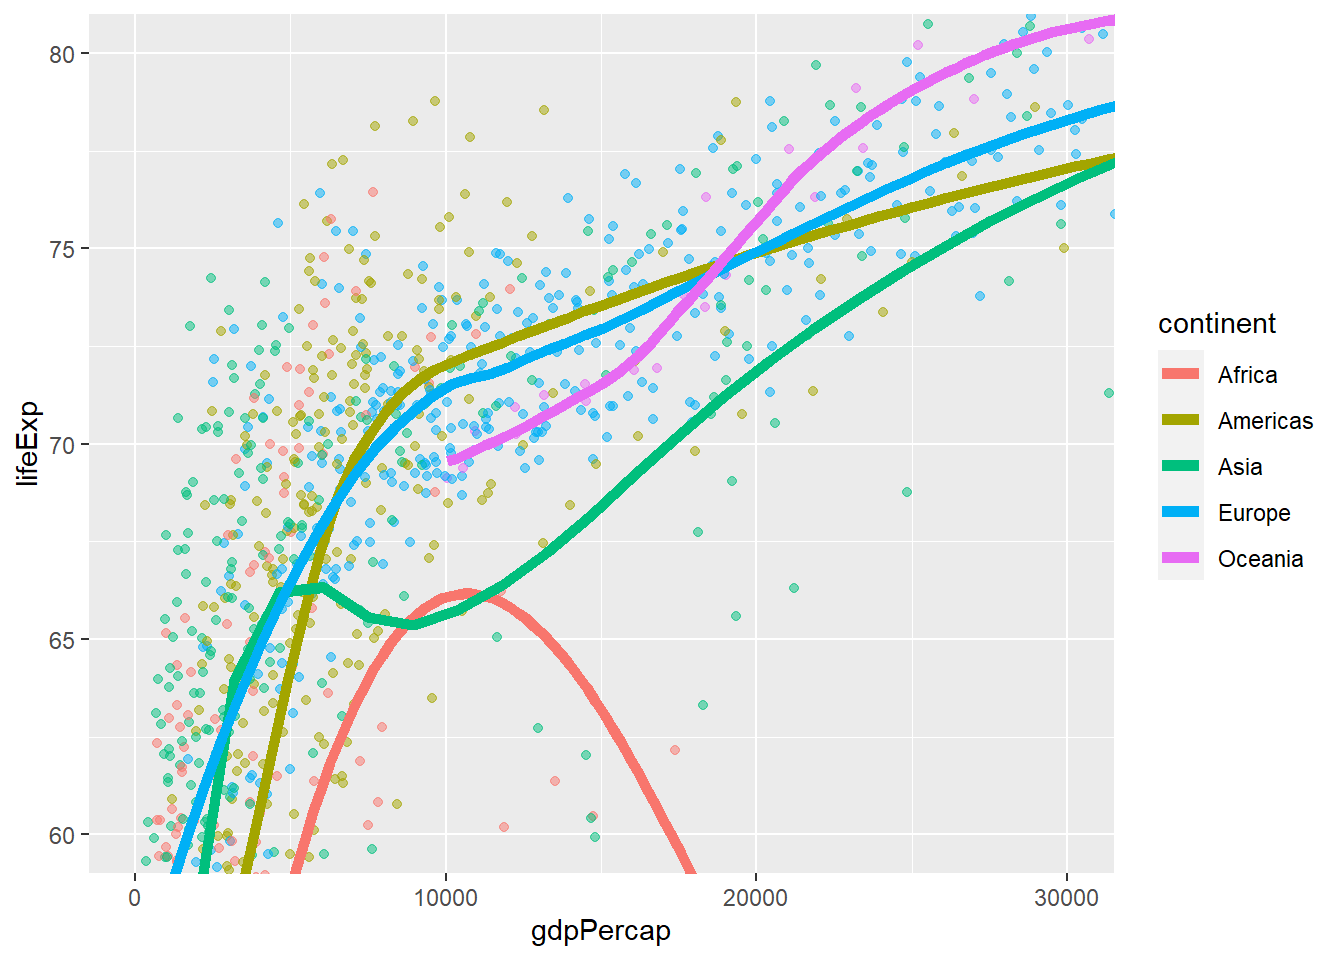 80
75
70
65
60
lifeExp
0
10000
20000
30000
gdpPercap
continent
Africa
Americas
Asia
Europe
Oceania